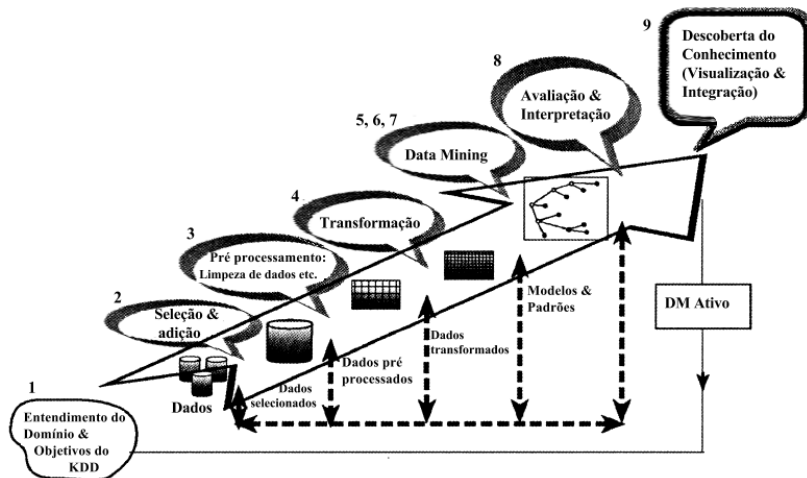 9
Descoberta do
Conhecimento
(Visualização &
Integração)
8
Avaliação &
Interpretação
5, 6, 7
Data Mining
4
Transformação
3
Pré processamento:
Limpeza de dados etc.
2
Seleção &
adição
1
Entendimento do
Domínio &
Objetivos do
KDD
Dados
Dados
selecionados
Dados pré
processados
Dados
transformados
Modelos &
Padrões
DM Ativo